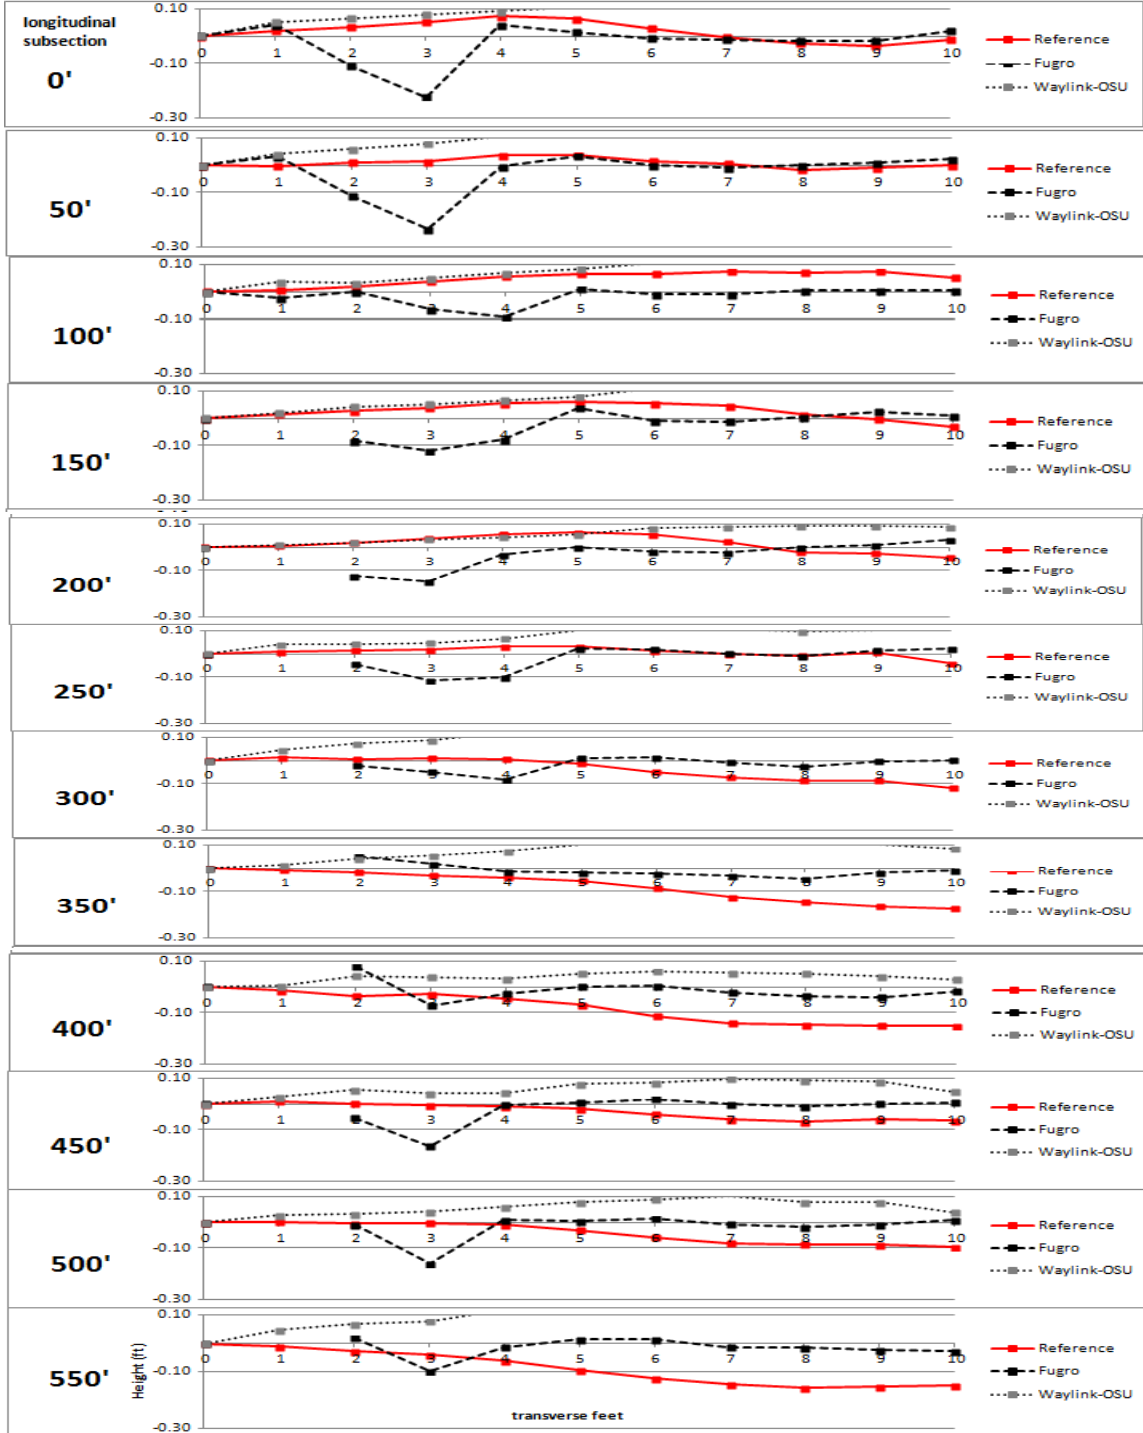 longitudinal
subsection
0'
0.10
-0.10
-0.30
0 1 2 3 4 5 6 7 8 9 10
Reference
Fugro
Waylink-OSU
50'
0.10
-0.10
-0.30
0 1 2 3 4 5 6 7 8 9 10
Reference
Fugro
Waylink-OSU
100'
0.10
-0.10
-0.30
0 1 2 3 4 5 6 7 8 9 10
Reference
Fugro
Waylink-OSU
150'
0.10
-0.10
-0.30
0 1 2 3 4 5 6 7 8 9 10
Reference
Fugro
Waylink-OSU
200'
0.10
-0.10
-0.30
0 1 2 3 4 5 6 7 8 9 10
Reference
Fugro
Waylink-OSU
250'
0.10
-0.10
-0.30
0 1 2 3 4 5 6 7 8 9 10
Reference
Fugro
Waylink-OSU
300'
0.10
-0.10
-0.30
0 1 2 3 4 5 6 7 8 9 10
Reference
Fugro
Waylink-OSU
350'
0.10
-0.10
-0.30
0 1 2 3 4 5 6 7 8 9 10
Reference
Fugro
Waylink-OSU
400'
0.10
-0.10
-0.30
0 1 2 3 4 5 6 7 8 9 10
Reference
Fugro
Waylink-OSU
450'
0.10
-0.10
-0.30
0 1 2 3 4 5 6 7 8 9 10
Reference
Fugro
Waylink-OSU
500'
0.10
-0.10
-0.30
0 1 2 3 4 5 6 7 8 9 10
Reference
Fugro
Waylink-OSU
550'
Height (ft)
0.10
-0.10
-0.30
0 1 2 3 4 5 6 7 8 9 10
transverse feet
Reference
Fugro
Waylink-OSU